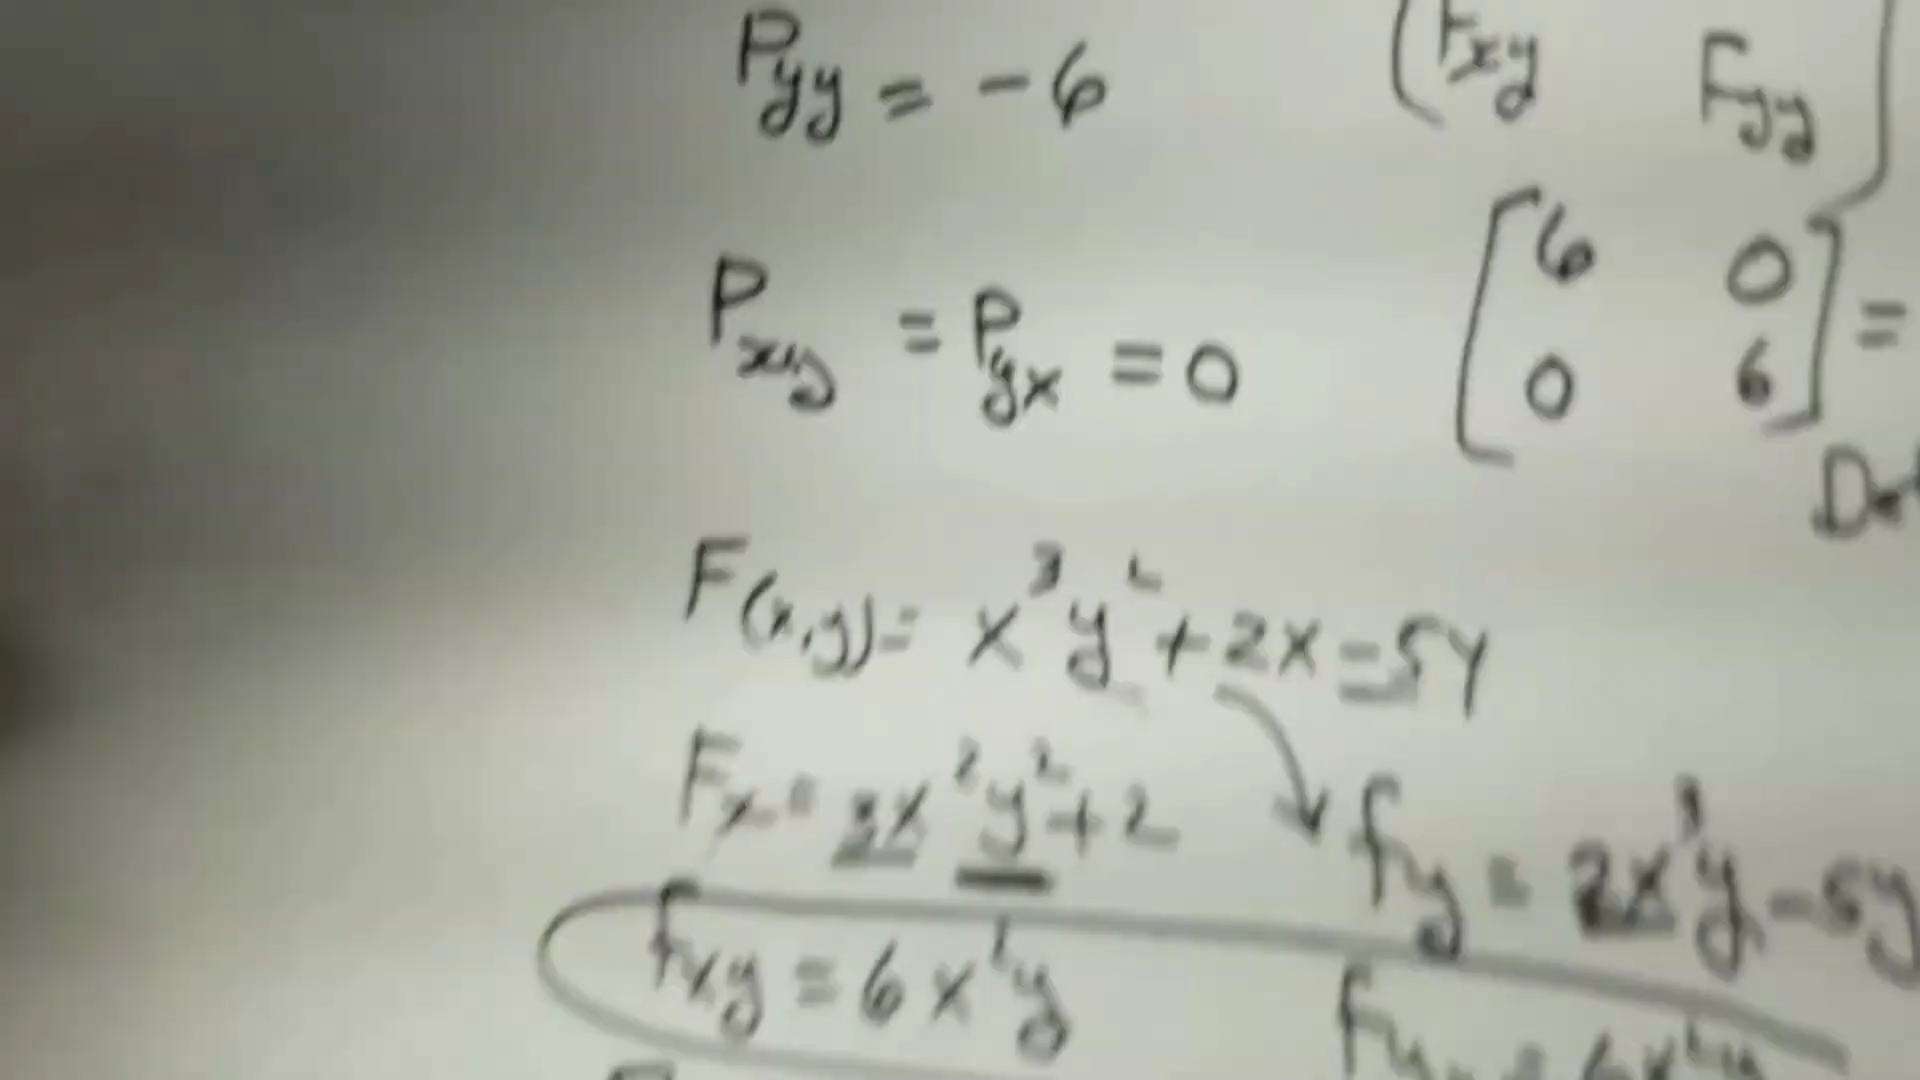 Pyy = -6
(Fxy Fyy)
Pxy = Pyx = 0
[6 0
0 6] =
F(x,y)= x³y²+2x=5y
Fx = 3x²y²+2
fy = 2x³y-5y
fxy = 6x²y